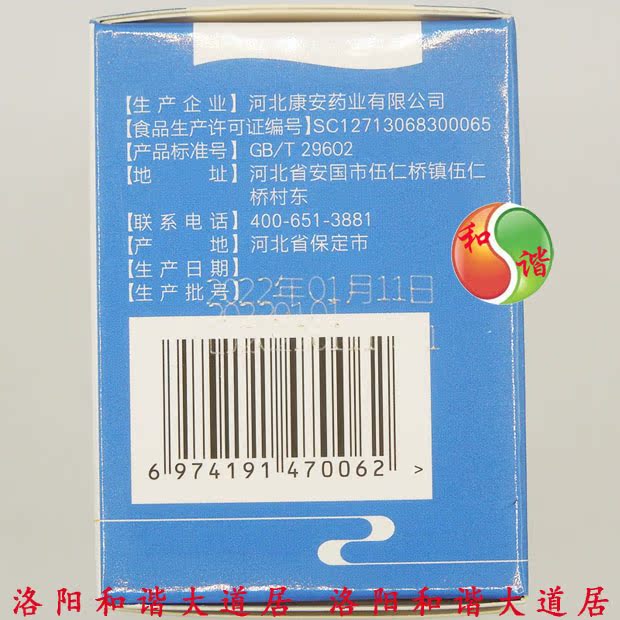 【生产企业】河北康安药业有限公司
【食品生产许可证编号】SC12713068300065
【产品标准号】GB/T 29602
【地 址】河北省安国市伍仁桥镇伍仁
桥村东
【联系电话】400-651-3881
【产 地】河北省保定市
【生产日期】
【生产批号】
2022年01月11日
和谐
6 974191 470062 >
洛阳和谐大道居 洛阳和谐大道居